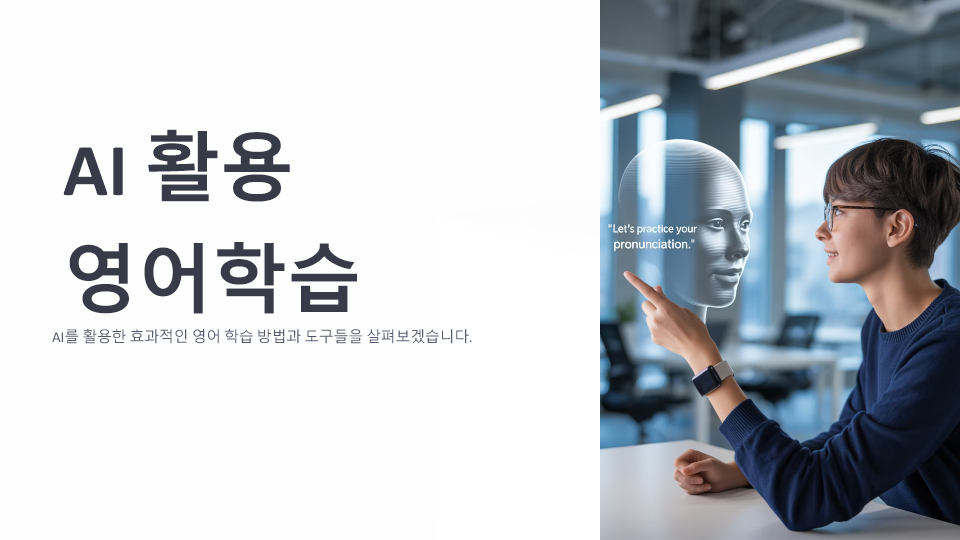 AI 활용
영어학습
AI를 활용한 효과적인 영어 학습 방법과 도구들을 살펴보겠습니다.
"Let's practice your
pronunciation."